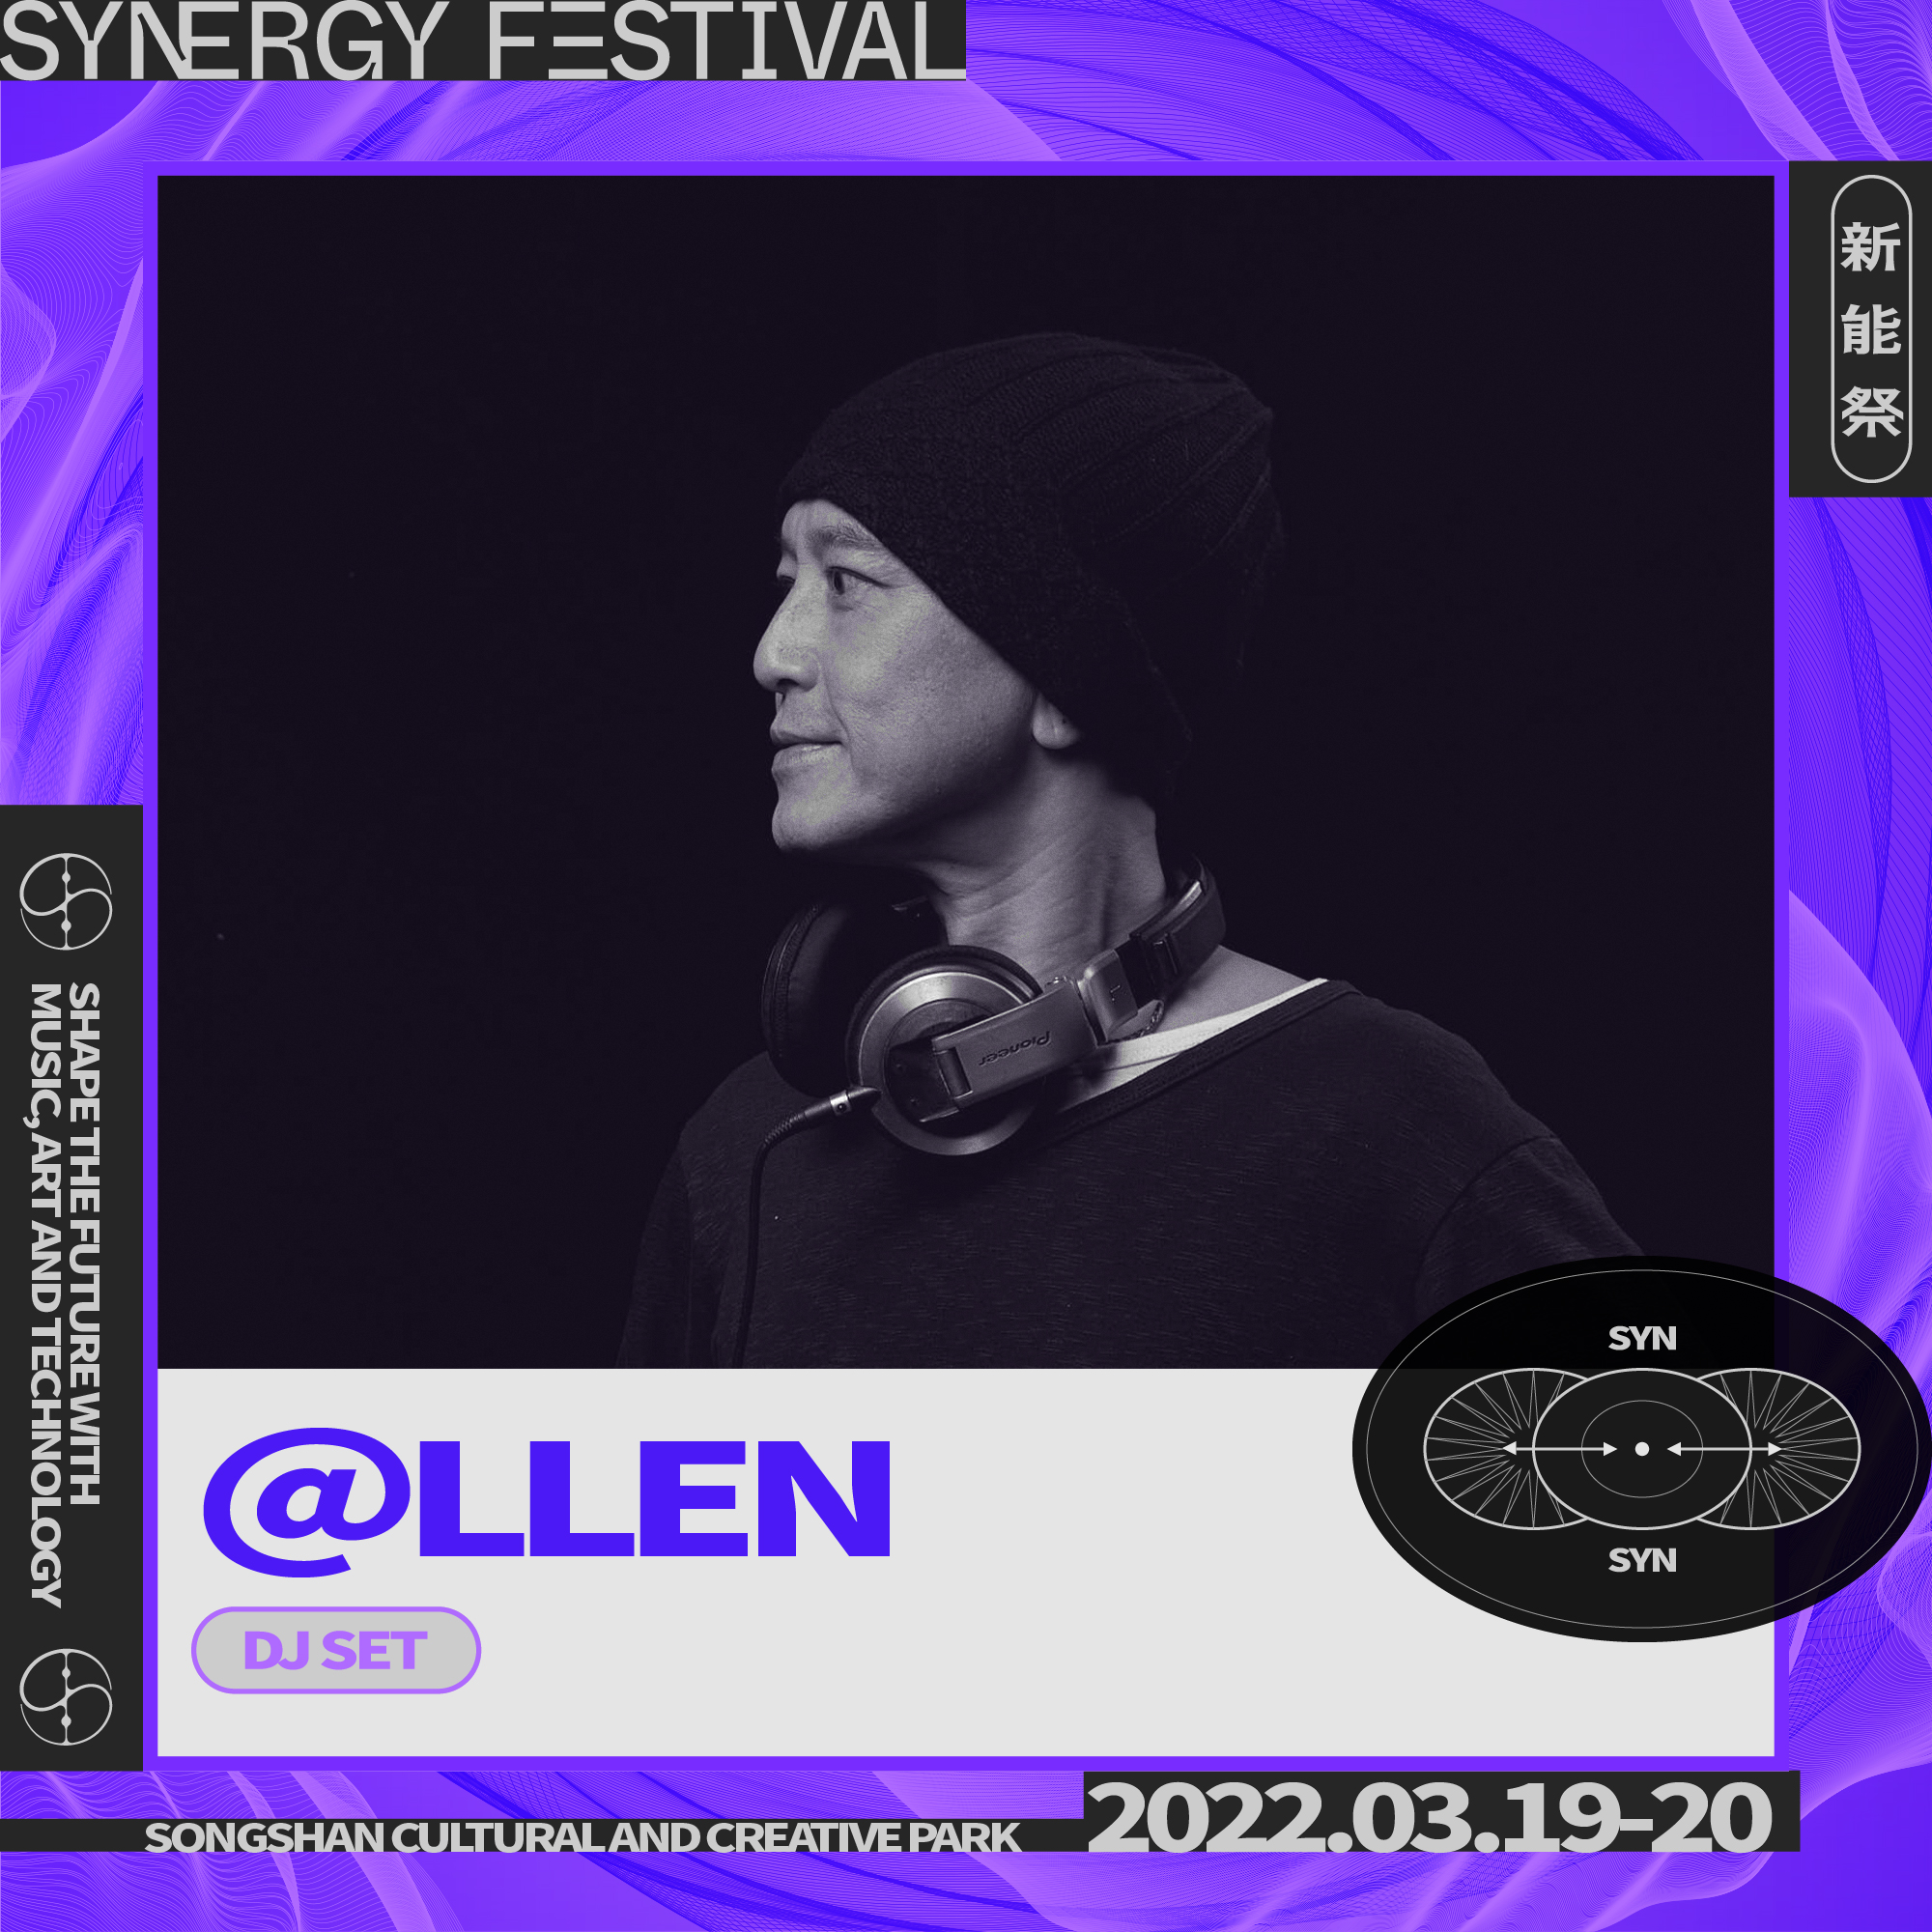 SYNERGY FESTIVAL
新能祭
Pioneer
SHAPE THE FUTURE WITH
MUSIC, ART AND TECHNOLOGY
SYN
SYN
@LLEN
DJ SET
SONGSHAN CULTURAL AND CREATIVE PARK
2022.03.19-20